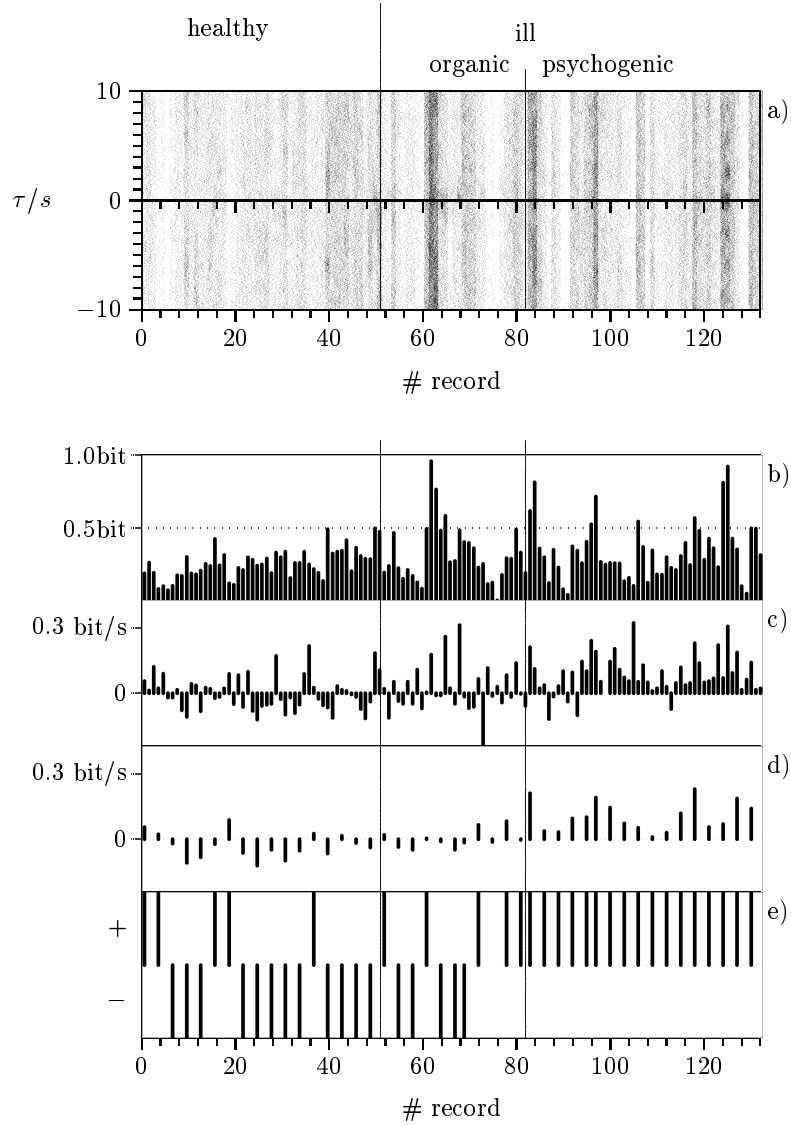 healthy
ill
organic psychogenic
10 a)
τ/s 0
−10
0 20 40 60 80 100 120
# record
1.0bit b)
0.5bit
0.3 bit/s c)
0
0.3 bit/s d)
0
+ e)
−
0 20 40 60 80 100 120
# record